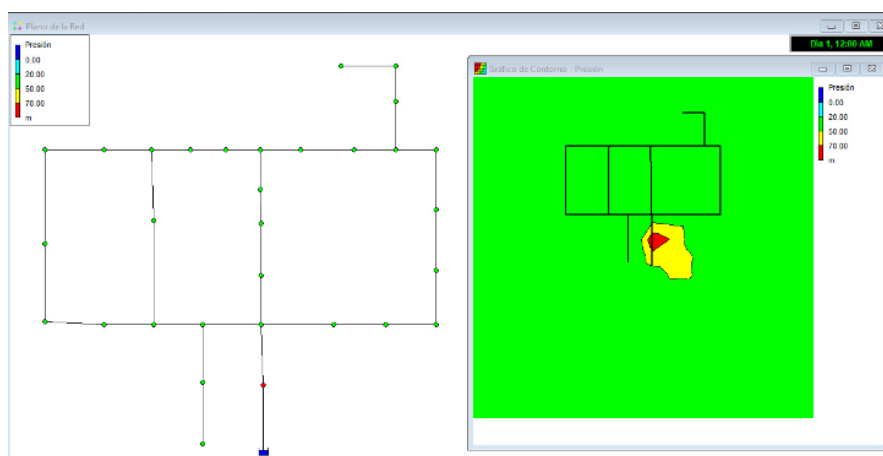 Plano de la Red
Presión
0.00
20.00
50.00
70.00
m
Día 1, 12:00 AM
Gráfico de Contorno - Presión
Presión
0.00
20.00
50.00
70.00
m